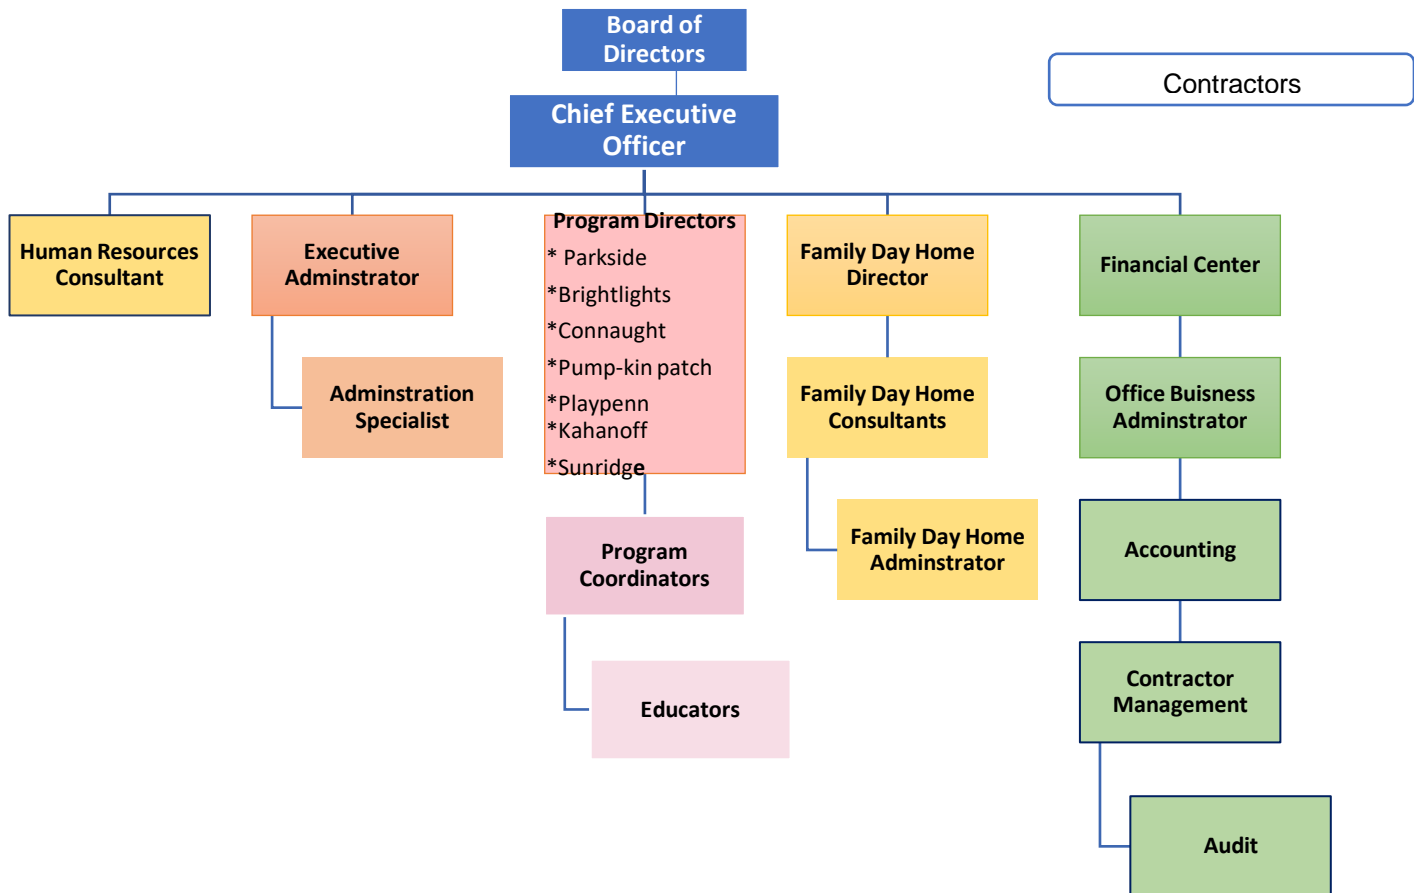 Board of
Directors
Contractors
Chief Executive
Officer
Human Resources
Consultant
Executive
Adminstrator
Program Directors
* Parkside
*Brightlights
*Connaught
*Pump-kin patch
*Playpenn
*Kahanoff
*Sunridge
Family Day Home
Director
Financial Center
Adminstration
Specialist
Family Day Home
Consultants
Office Buisness
Adminstrator
Program
Coordinators
Family Day Home
Adminstrator
Accounting
Educators
Contractor
Management
Audit